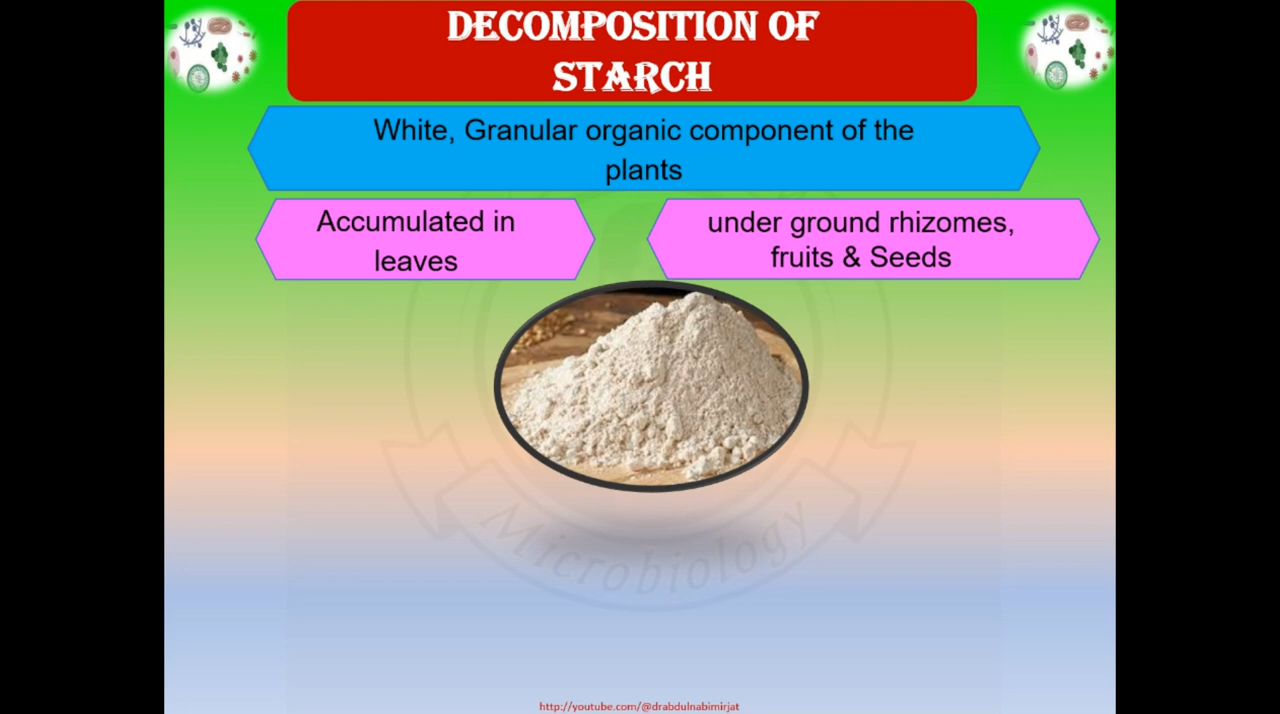 DECOMPOSITION OF
STARCH
White, Granular organic component of the
plants
Accumulated in
leaves
under ground rhizomes,
fruits & Seeds
Microbiology
http://youtube.com/@drabdulnabimirjat